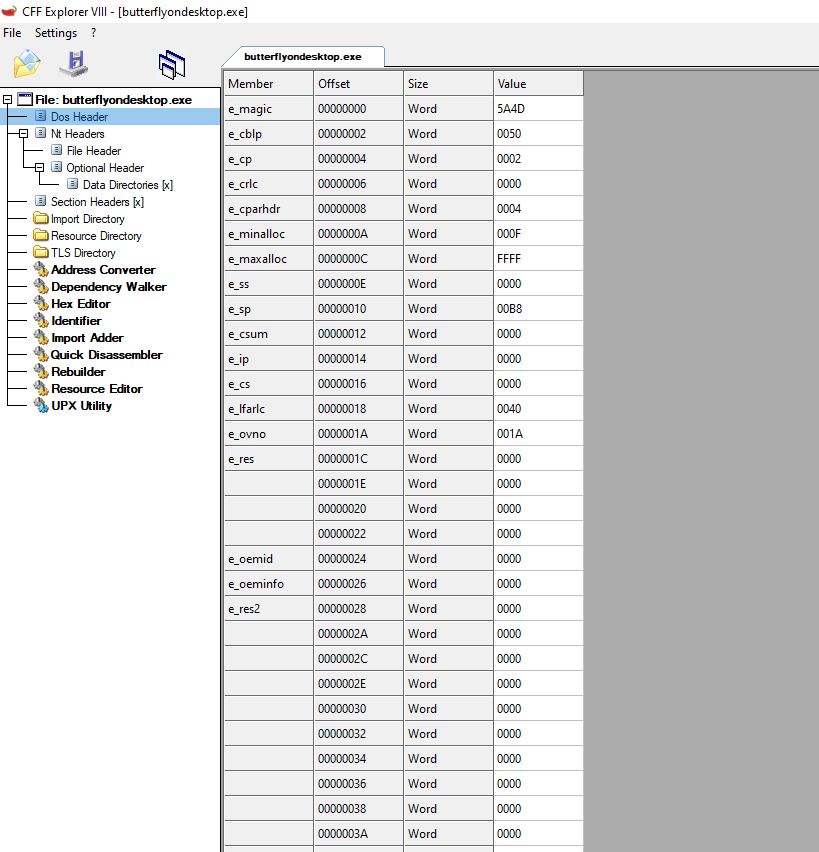 CFF Explorer VIII - [butterflyondesktop.exe]
File Settings ?
butterflyondesktop.exe
File: butterflyondesktop.exe
Dos Header
Nt Headers
File Header
Optional Header
Data Directories [x]
Section Headers [x]
Import Directory
Resource Directory
TLS Directory
Address Converter
Dependency Walker
Hex Editor
Identifier
Import Adder
Quick Disassembler
Rebuilder
Resource Editor
UPX Utility
Member Offset Size Value
e_magic 00000000 Word 5A4D
e_cblp 00000002 Word 0050
e_cp 00000004 Word 0002
e_crlc 00000006 Word 0000
e_cparhdr 00000008 Word 0004
e_minalloc 0000000A Word 000F
e_maxalloc 0000000C Word FFFF
e_ss 0000000E Word 0000
e_sp 00000010 Word 00B8
e_csum 00000012 Word 0000
e_ip 00000014 Word 0000
e_cs 00000016 Word 0000
e_lfarlc 00000018 Word 0040
e_ovno 0000001A Word 001A
e_res 0000001C Word 0000
0000001E Word 0000
00000020 Word 0000
00000022 Word 0000
e_oemid 00000024 Word 0000
e_oeminfo 00000026 Word 0000
e_res2 00000028 Word 0000
0000002A Word 0000
0000002C Word 0000
0000002E Word 0000
00000030 Word 0000
00000032 Word 0000
00000034 Word 0000
00000036 Word 0000
00000038 Word 0000
0000003A Word 0000